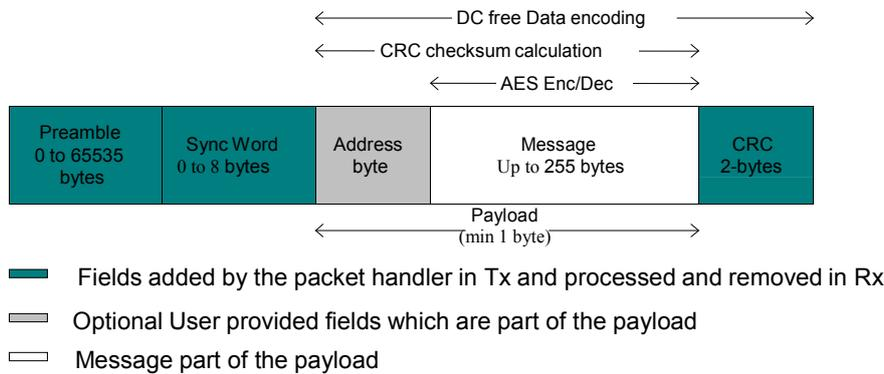 DC free Data encoding
CRC checksum calculation
AES Enc/Dec
Preamble
0 to 65535
bytes
Sync Word
0 to 8 bytes
Address
byte
Message
Up to 255 bytes
CRC
2-bytes
Payload
(min 1 byte)
Fields added by the packet handler in Tx and processed and removed in Rx
Optional User provided fields which are part of the payload
Message part of the payload